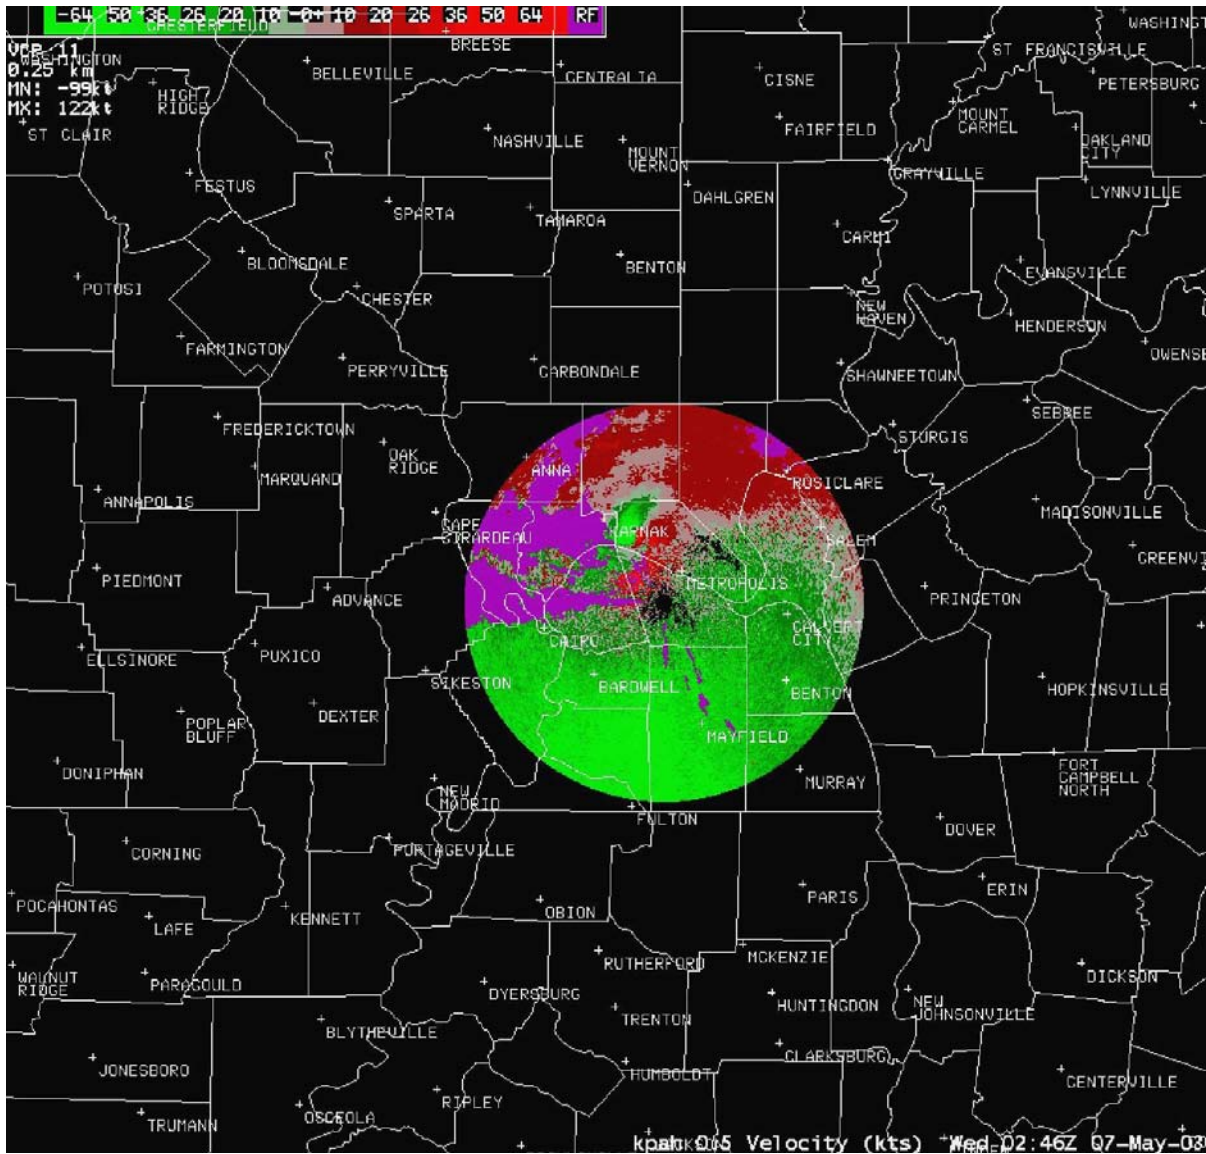 -64 50 36 26 20 10 -0+ 10 20 26 36 50 64 RF
CHESTERFIELD
BREESE
WASHINGT
VCP 11
WASHINGTON
0.25 km
BELLEVILLE
CENTRALIA
CISNE
ST FRANCISVILLE
PETERSBURG
MN: -99kt
HIGH
RIDGE
MX: 122kt
ST CLAIR
NASHVILLE
MOUNT
VERNON
FAIRFIELD
MOUNT
CARMEL
OAKLAND
CITY
GRAYVILLE
FESTUS
SPARTA
TAMAROA
DAHLGREN
LYNNVILLE
CARMI
BLOOMSDALE
BENTON
EVANSVILLE
POTOSI
CHESTER
NEW
HAVEN
HENDERSON
FARMINGTON
PERRYVILLE
CARBONDALE
SHAWNEETOWN
OWENSB
FREDERICKTOWN
SEBREE
STURGIS
OAK
RIDGE
MARQUAND
ANNA
ROSICLARE
ANNAPOLIS
CAPE
GIRARDEAU
KARNAK
SALEM
MADISONVILLE
GREENVI
PIEDMONT
METROPOLIS
ADVANCE
PRINCETON
CAIRO
CALVERT
CITY
ELLSINORE
PUXICO
SIKESTON
BARDWELL
BENTON
HOPKINSVILLE
POPLAR
BLUFF
DEXTER
MAYFIELD
DONIPHAN
MURRAY
FORT
CAMPBELL
NORTH
NEW
MADRID
FULTON
DOVER
CORNING
PORTAGEVILLE
POCAHONTAS
LAFE
KENNETT
OBION
PARIS
ERIN
RUTHERFORD
MCKENZIE
WALNUT
RIDGE
PARAGOULD
DYERSBURG
HUNTINGDON
NEW
JOHNSONVILLE
DICKSON
TRENTON
BLYTHEVILLE
CLARKSBURG
JONESBORO
HUMBOLDT
CENTERVILLE
TRUMANN
OSCEOLA
RIPLEY
kpah 0.5 Velocity (kts) Wed 02:46Z 07-May-03